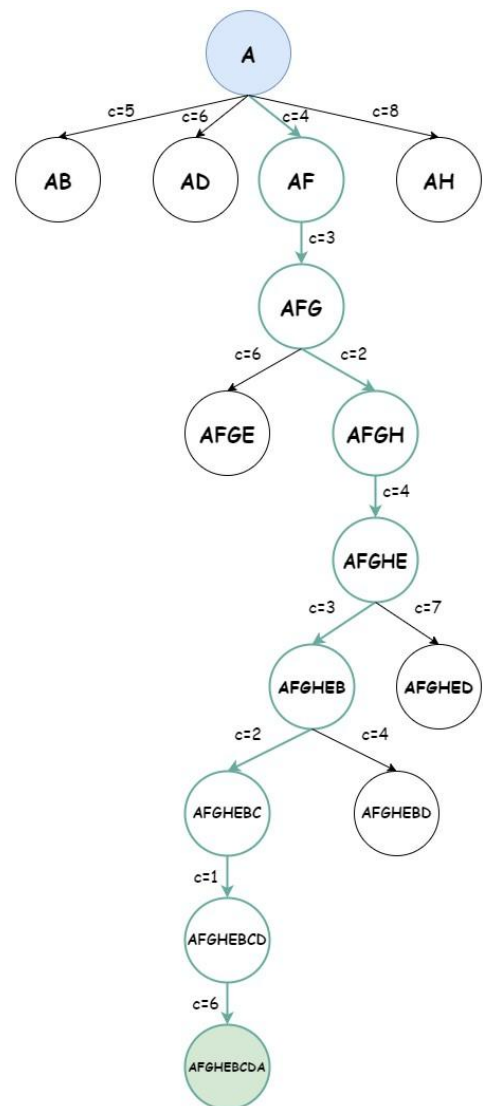 A
c=5
c=6
c=4
c=8
AB
AD
AF
AH
c=3
AFG
c=6
c=2
AFGE
AFGH
c=4
AFGHE
c=3
c=7
AFGHEB
AFGHED
c=2
c=4
AFGHEBC
AFGHEBD
c=1
AFGHEBCD
c=6
AFGHEBCDA